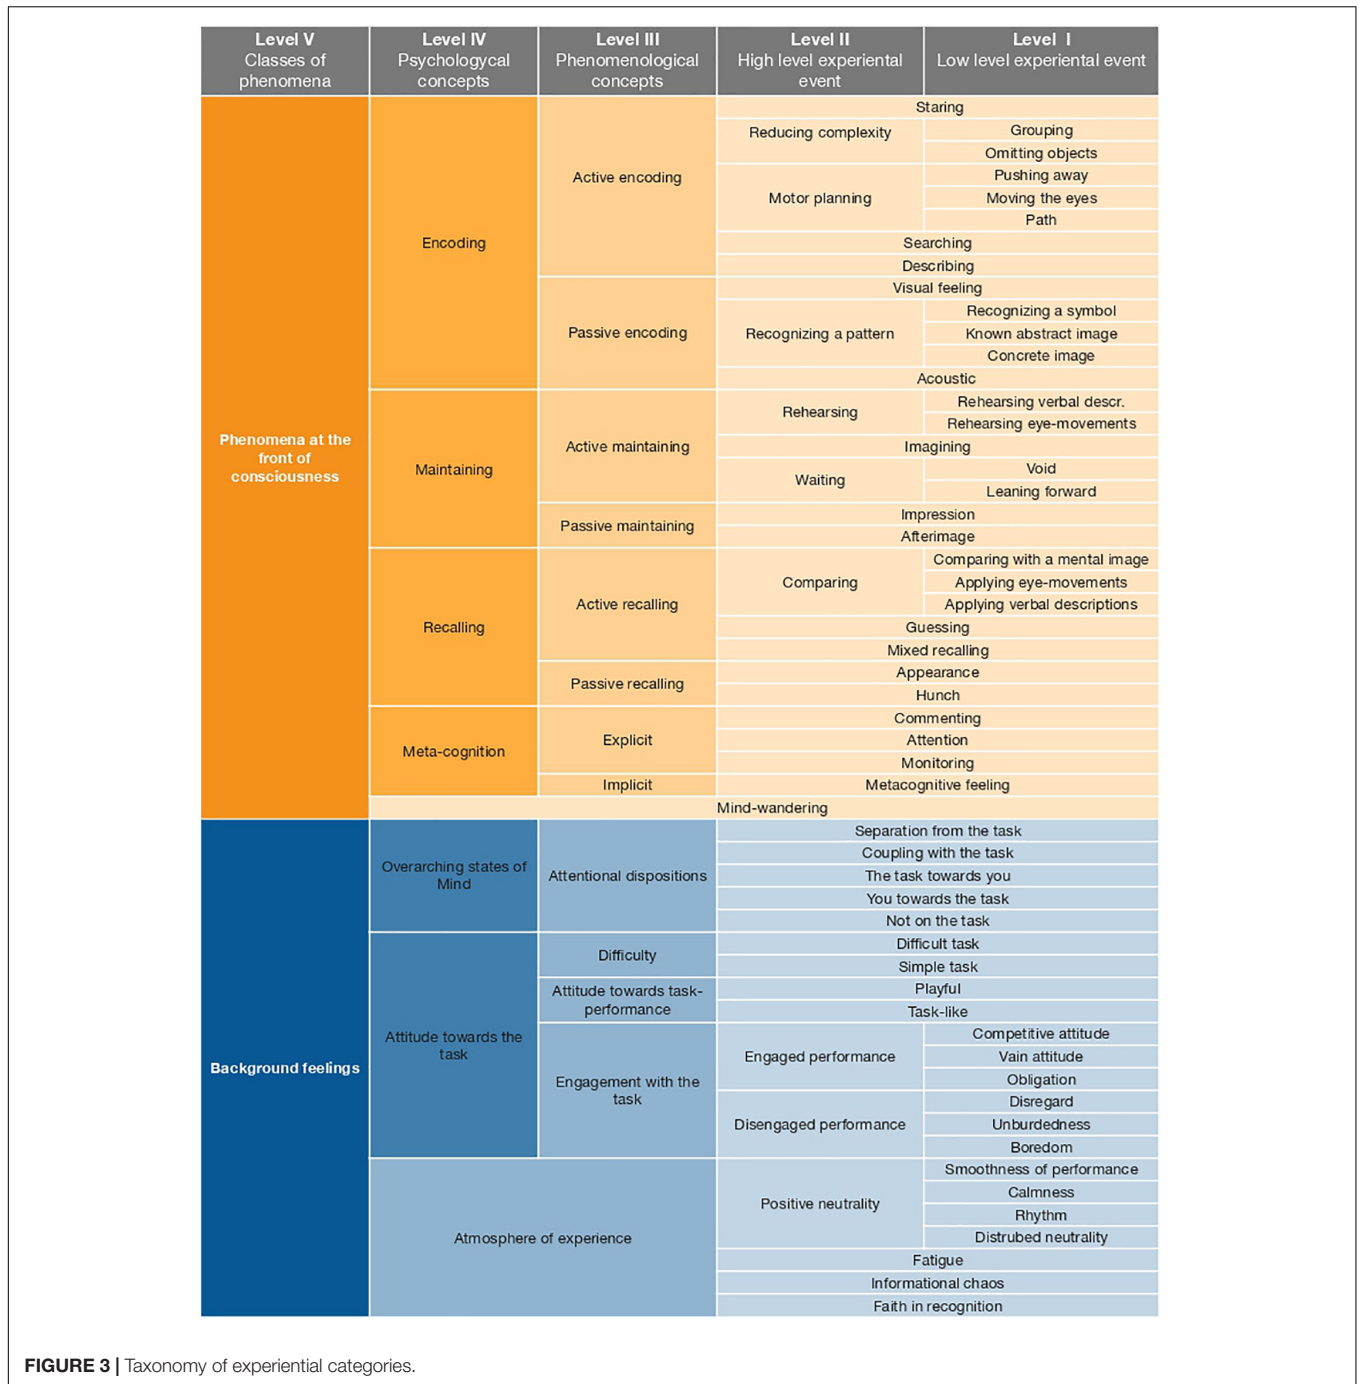 Level V
Classes of
phenomena
Level IV
Psychologycal
concepts
Level III
Phenomenological
concepts
Level II
High level experiental
event
Level I
Low level experiental event
Phenomena at the
front of
consciousness
Encoding
Active encoding
Staring
Reducing complexity
Grouping
Omitting objects
Motor planning
Pushing away
Moving the eyes
Path
Searching
Describing
Passive encoding
Visual feeling
Recognizing a pattern
Recognizing a symbol
Known abstract image
Concrete image
Acoustic
Maintaining
Active maintaining
Rehearsing
Rehearsing verbal descr.
Rehearsing eye-movements
Imagining
Waiting
Void
Leaning forward
Passive maintaining
Impression
Afterimage
Recalling
Active recalling
Comparing
Comparing with a mental image
Applying eye-movements
Applying verbal descriptions
Guessing
Mixed recalling
Passive recalling
Appearance
Hunch
Meta-cognition
Explicit
Commenting
Attention
Monitoring
Implicit
Metacognitive feeling
Mind-wandering
Background feelings
Overarching states of
Mind
Attentional dispositions
Separation from the task
Coupling with the task
The task towards you
You towards the task
Not on the task
Attitude towards the
task
Difficulty
Difficult task
Simple task
Attitude towards task-
performance
Playful
Task-like
Engagement with the
task
Engaged performance
Competitive attitude
Vain attitude
Obligation
Disengaged performance
Disregard
Unburdedness
Boredom
Atmosphere of experience
Positive neutrality
Smoothness of performance
Calmness
Rhythm
Distrubed neutrality
Fatigue
Informational chaos
Faith in recognition
FIGURE 3 | Taxonomy of experiential categories.